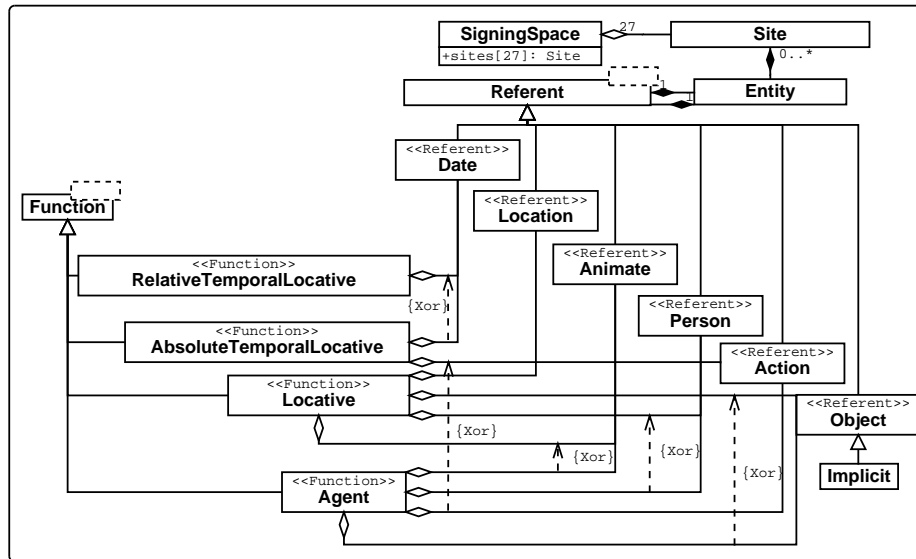 SigningSpace
27
Site
+sites[27]: Site
0..*
Referent
1
1
Entity
<<Referent>>
Date
Function
<<Referent>>
Location
<<Function>>
RelativeTemporalLocative
<<Referent>>
Animate
{Xor}
<<Referent>>
Person
<<Function>>
AbsoluteTemporalLocative
<<Referent>>
Action
<<Function>>
Locative
<<Referent>>
Object
{Xor}
{Xor}
{Xor}
{Xor}
Implicit
<<Function>>
Agent